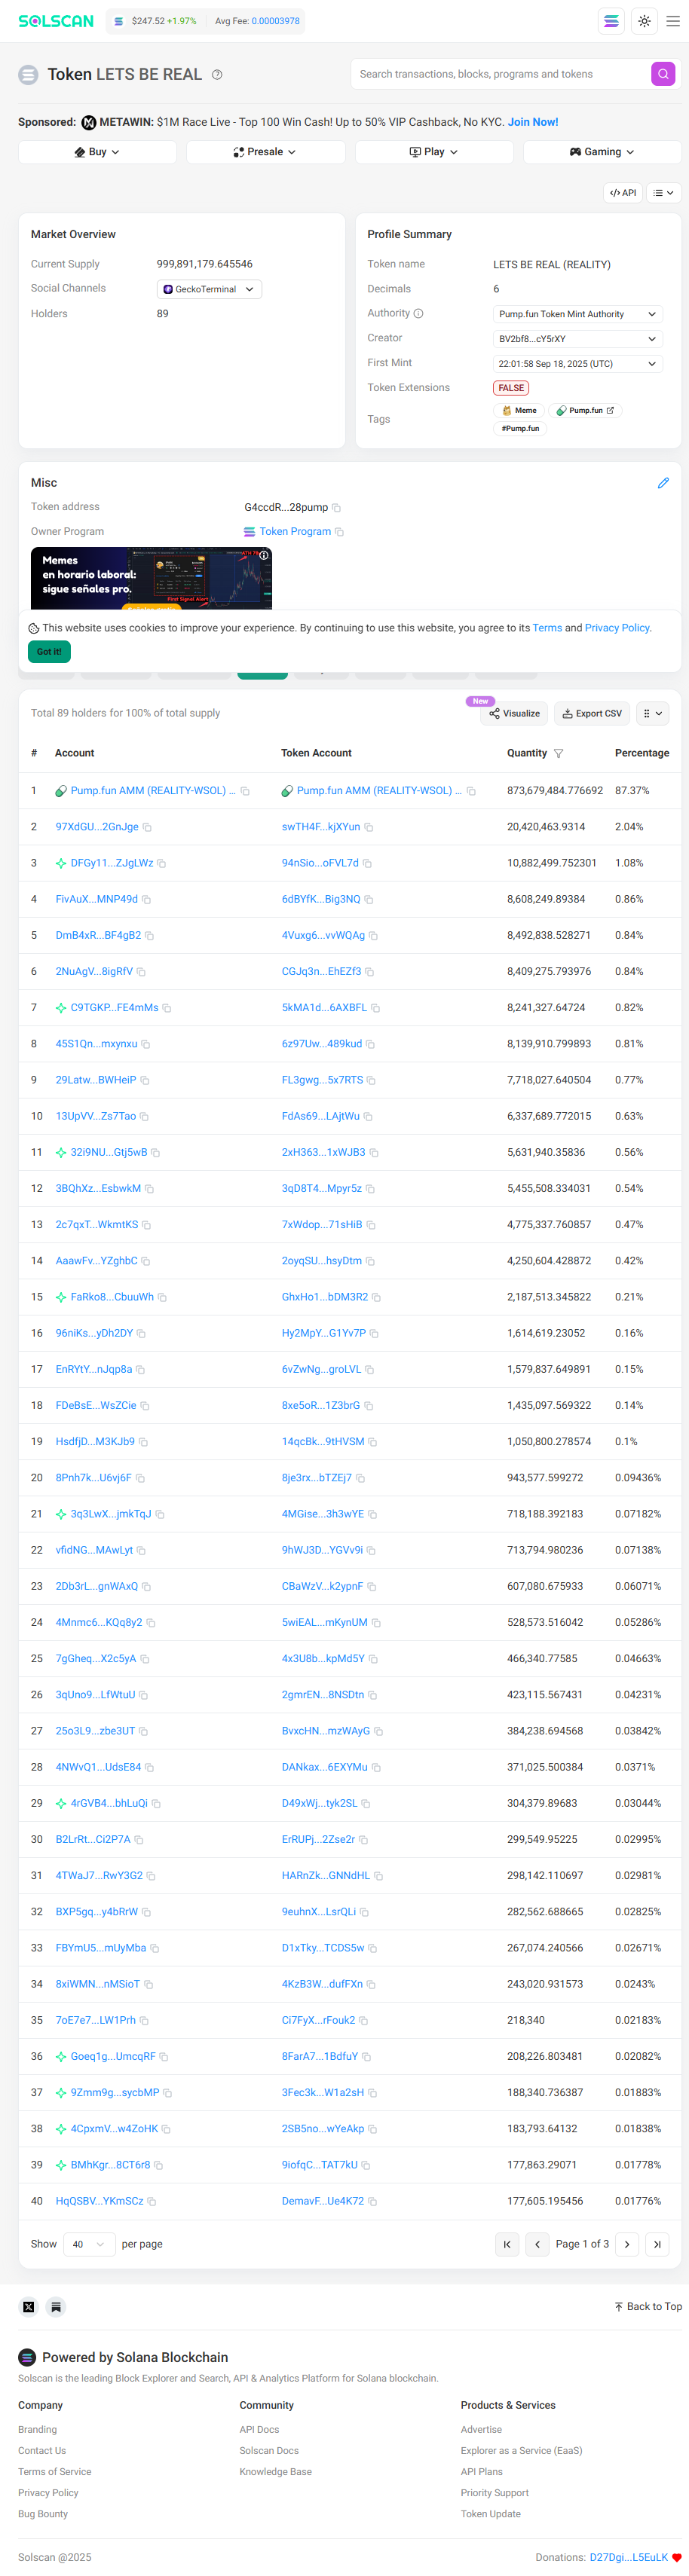 SOLSCAN
$247.52 +1.97% Avg Fee: 0.00003978
Token LETS BE REAL
Search transactions, blocks, programs and tokens
Sponsored: METAWIN: $1M Race Live - Top 100 Win Cash! Up to 50% VIP Cashback, No KYC. Join Now!
Buy Presale Play Gaming
API
Market Overview
Current Supply 999,891,179.645546
Social Channels GeckoTerminal
Holders 89
Profile Summary
Token name LETS BE REAL (REALITY)
Decimals 6
Authority Pump.fun Token Mint Authority
Creator BV2bf8...cY5rXY
First Mint 22:01:58 Sep 18, 2025 (UTC)
Token Extensions FALSE
Tags Meme Pump.fun
#Pump.fun
Misc
Token address G4ccdR...28pump
Owner Program Token Program
Memes
en horario laboral:
sigue señales pro.
First Signal Alert
This website uses cookies to improve your experience. By continuing to use this website, you agree to its Terms and Privacy Policy.
Got it!
Total 89 holders for 100% of total supply
New
Visualize Export CSV
# Account Token Account Quantity Percentage
1 Pump.fun AMM (REALITY-WSOL) ... Pump.fun AMM (REALITY-WSOL) ... 873,679,484.776692 87.37%
2 97XdGU...2GnJge swTH4F...kjXYun 20,420,463.9314 2.04%
3 DFGy11...ZJgLWz 94nSio...oFVL7d 10,882,499.752301 1.08%
4 FivAuX...MNP49d 6dBYfK...Big3NQ 8,608,249.89384 0.86%
5 DmB4xR...BF4gB2 4Vuxg6...vvWQAg 8,492,838.528271 0.84%
6 2NuAgV...8igRfV CGJq3n...EhEZf3 8,409,275.793976 0.84%
7 C9TGKP...FE4mMs 5kMA1d...6AXBFL 8,241,327.64724 0.82%
8 45S1Qn...mxynxu 6z97Uw...489kud 8,139,910.799893 0.81%
9 29Latw...BWHeiP FL3gwg...5x7RTS 7,718,027.640504 0.77%
10 13UpVV...Zs7Tao FdAs69...LAjtWu 6,337,689.772015 0.63%
11 32i9NU...Gtj5wB 2xH363...1xWJB3 5,631,940.35836 0.56%
12 3BQhXz...EsbwkM 3qD8T4...Mpyr5z 5,455,508.334031 0.54%
13 2c7qxT...WkmtKS 7xWdop...71sHiB 4,775,337.760857 0.47%
14 AaawFv...YZghbC 2oyqSU...hsyDtm 4,250,604.428872 0.42%
15 FaRko8...CbuuWh GhxHo1...bDM3R2 2,187,513.345822 0.21%
16 96niKs...yDh2DY Hy2MpY...G1Yv7P 1,614,619.23052 0.16%
17 EnRYtY...nJqp8a 6vZwNg...groLVL 1,579,837.649891 0.15%
18 FDeBsE...WsZCie 8xe5oR...1Z3brG 1,435,097.569322 0.14%
19 HsdfjD...M3KJb9 14qcBk...9tHVSM 1,050,800.278574 0.1%
20 8Pnh7k...U6vj6F 8je3rx...bTZEj7 943,577.599272 0.09436%
21 3q3LwX...jmkTqJ 4MGise...3h3wYE 718,188.392183 0.07182%
22 vfidNG...MAwLyt 9hWJ3D...YGVv9i 713,794.980236 0.07138%
23 2Db3rL...gnWAxQ CBaWzV...k2ypnF 607,080.675933 0.06071%
24 4Mnmc6...KQq8y2 5wiEAL...mKynUM 528,573.516042 0.05286%
25 7gGheq...X2c5yA 4x3U8b...kpMd5Y 466,340.77585 0.04663%
26 3qUno9...LfWtuU 2gmrEN...8NSDtn 423,115.567431 0.04231%
27 25o3L9...zbe3UT BvxcHN...mzWAyG 384,238.694568 0.03842%
28 4NWvQ1...UdsE84 DANkax...6EXYMu 371,025.500384 0.0371%
29 4rGVB4...bhLuQi D49xWj...tyk2SL 304,379.89683 0.03044%
30 B2LrRt...Ci2P7A ErRUPj...2Zse2r 299,549.95225 0.02995%
31 4TWaJ7...RwY3G2 HARnZk...GNNdHL 298,142.110697 0.02981%
32 BXP5gq...y4bRrW 9euhnX...LsrQLi 282,562.688665 0.02825%
33 FBYmU5...mUyMba D1xTky...TCDS5w 267,074.240566 0.02671%
34 8xiWMN...nMSioT 4KzB3W...dufFXn 243,020.931573 0.0243%
35 7oE7e7...LW1Prh Ci7FyX...rFouk2 218,340 0.02183%
36 Goeq1g...UmcqRF 8FarA7...1BdfuY 208,226.803481 0.02082%
37 9Zmm9g...sycbMP 3Fec3k...W1a2sH 188,340.736387 0.01883%
38 4CpxmV...w4ZoHK 2SB5no...wYeAkp 183,793.64132 0.01838%
39 BMhKgr...8CT6r8 9iofqC...TAT7kU 177,863.29071 0.01778%
40 HqQSBV...YKmSCz DemavF...Ue4K72 177,605.195456 0.01776%
Show 40 per page Page 1 of 3
Back to Top
Powered by Solana Blockchain
Solscan is the leading Block Explorer and Search, API & Analytics Platform for Solana blockchain.
Company Community Products & Services
Branding API Docs Advertise
Contact Us Solscan Docs Explorer as a Service (EaaS)
Terms of Service Knowledge Base API Plans
Privacy Policy Priority Support
Bug Bounty Token Update
Solscan @2025 Donations: D27Dgi...L5EuLK